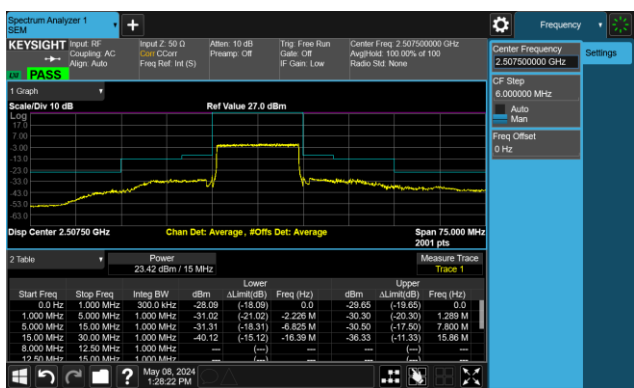 Spectrum Analyzer 1
SEM
Frequency
KEYSIGHT
Input: RF
Coupling: AC
Align: Auto
Input Z: 50 Ω
Corr CCorr
Freq Ref: Int (S)
Atten: 10 dB
Preamp: Off
Trig: Free Run
Gate: Off
IF Gain: Low
Center Freq: 2.507500000 GHz
Avg|Hold: 100.00% of 100
Radio Std: None
PASS
Center Frequency
2.507500000 GHz
Settings
CF Step
6.000000 MHz
Auto
Man
Freq Offset
0 Hz
1 Graph
Scale/Div 10 dB
Ref Value 27.0 dBm
Log
17.0
7.00
-3.00
-13.0
-23.0
-33.0
-43.0
-53.0
-63.0
Disp Center 2.50750 GHz
Chan Det: Average, #Offs Det: Average
Span 75.000 MHz
2001 pts
2 Table
Power
23.42 dBm / 15 MHz
Measure Trace
Trace 1
Lower Upper
Start Freq Stop Freq Integ BW dBm ΔLimit(dB) Freq (Hz) dBm ΔLimit(dB) Freq (Hz)
0.0 Hz 1.000 MHz 300.0 kHz -28.09 (-18.09) 0.0 -29.65 (-19.65) 0.0
1.000 MHz 5.000 MHz 1.000 MHz -31.02 (-21.02) -2.226 M -30.30 (-20.30) 1.289 M
5.000 MHz 15.00 MHz 1.000 MHz -31.31 (-18.31) -6.825 M -30.50 (-17.50) 7.800 M
15.00 MHz 30.00 MHz 1.000 MHz -40.12 (-15.12) -16.39 M -36.33 (-11.33) 15.86 M
8.000 MHz 12.50 MHz 1.000 MHz --- (---) --- --- (---) ---
12.50 MHz 15.00 MHz 1.000 MHz --- (---) --- --- (---) ---
May 08, 2024
1:28:22 PM